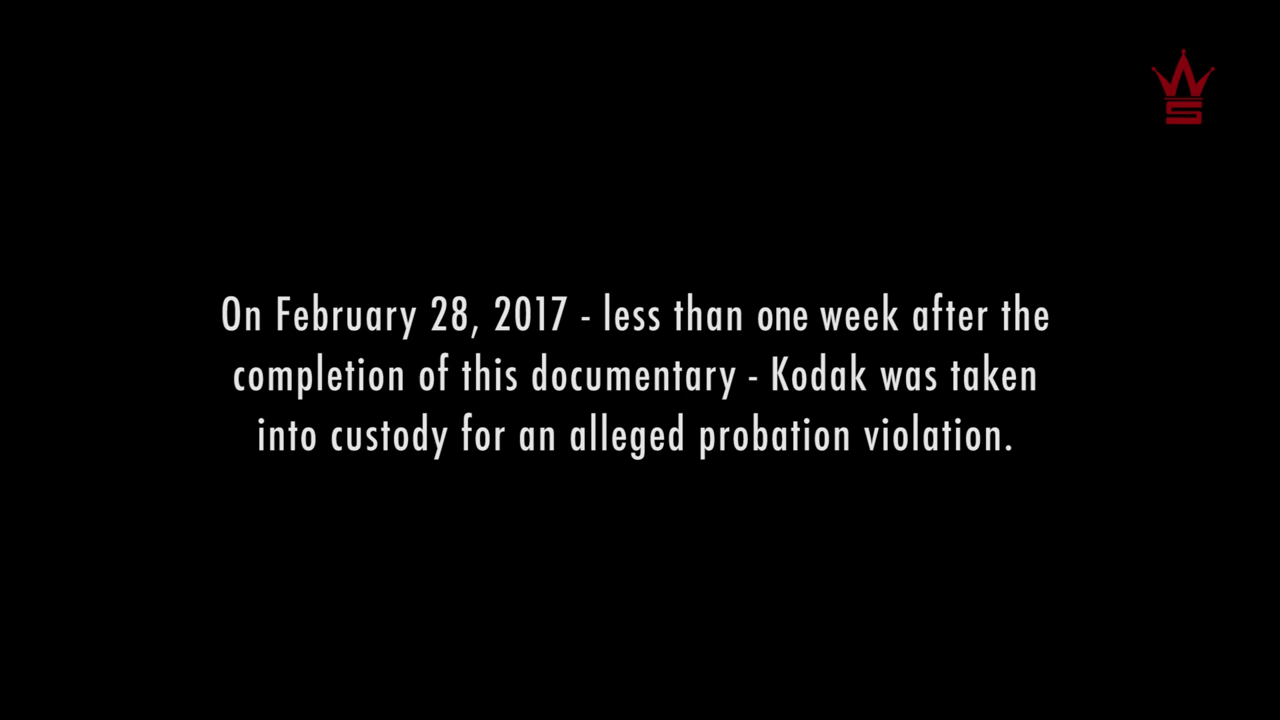 On February 28, 2017 - less than one week after the
completion of this documentary - Kodak was taken
into custody for an alleged probation violation.